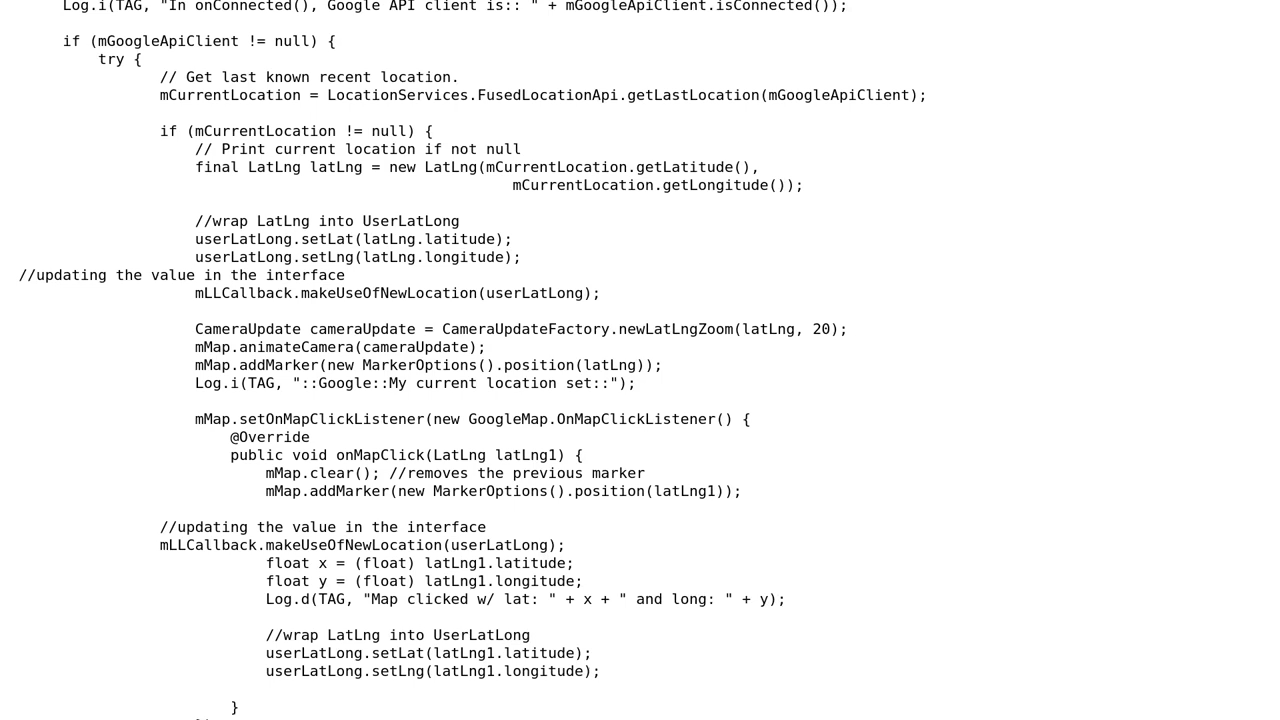 Log.i(TAG, "In onConnected(), Google API client is:: " + mGoogleApiClient.isConnected());
if (mGoogleApiClient != null) {
try {
// Get last known recent location.
mCurrentLocation = LocationServices.FusedLocationApi.getLastLocation(mGoogleApiClient);
if (mCurrentLocation != null) {
// Print current location if not null
final LatLng latLng = new LatLng(mCurrentLocation.getLatitude(),
mCurrentLocation.getLongitude());
//wrap LatLng into UserLatLong
userLatLong.setLat(latLng.latitude);
userLatLong.setLng(latLng.longitude);
//updating the value in the interface
mLLCallback.makeUseOfNewLocation(userLatLong);
CameraUpdate cameraUpdate = CameraUpdateFactory.newLatLngZoom(latLng, 20);
mMap.animateCamera(cameraUpdate);
mMap.addMarker(new MarkerOptions().position(latLng));
Log.i(TAG, "::Google::My current location set::");
mMap.setOnMapClickListener(new GoogleMap.OnMapClickListener() {
@Override
public void onMapClick(LatLng latLng1) {
mMap.clear(); //removes the previous marker
mMap.addMarker(new MarkerOptions().position(latLng1));
//updating the value in the interface
mLLCallback.makeUseOfNewLocation(userLatLong);
float x = (float) latLng1.latitude;
float y = (float) latLng1.longitude;
Log.d(TAG, "Map clicked w/ lat: " + x + " and long: " + y);
//wrap LatLng into UserLatLong
userLatLong.setLat(latLng1.latitude);
userLatLong.setLng(latLng1.longitude);
}